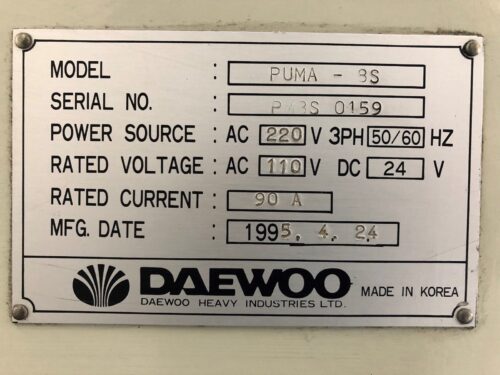 MODEL : PUMA - 8S
SERIAL NO. : 0159
POWER SOURCE : AC 220 V 3PH 50/60 HZ
RATED VOLTAGE : AC 110 V DC 24 V
RATED CURRENT : 90 A
MFG. DATE : 1995. 4. 24
DAEWOO
DAEWOO HEAVY INDUSTRIES LTD.
MADE IN KOREA